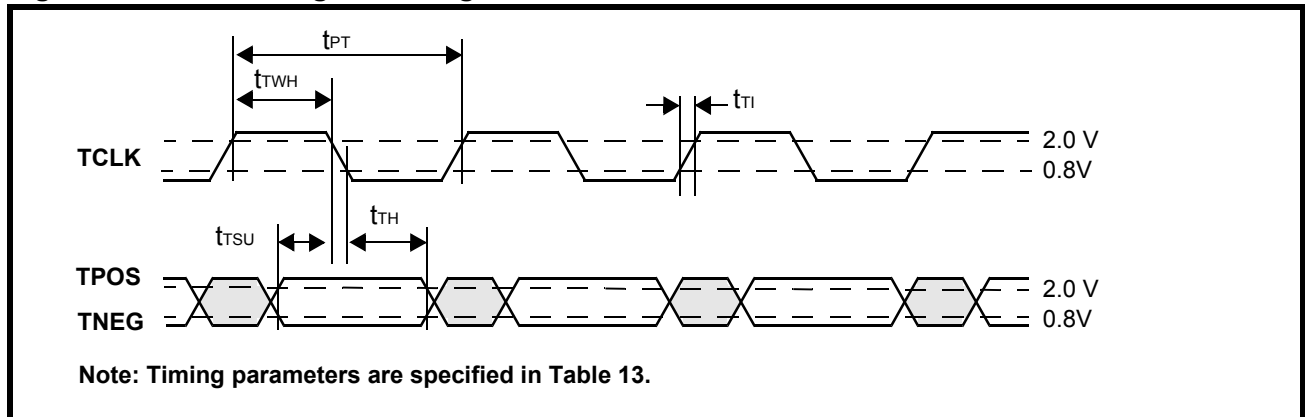 tPT
tTWH
tTI
TCLK
2.0 V
0.8V
tTSU
tTH
TPOS
2.0 V
TNEG
0.8V
Note: Timing parameters are specified in Table 13.